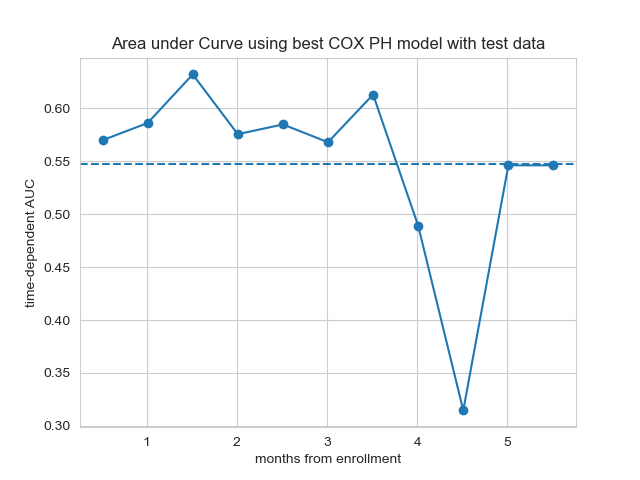 Area under Curve using best COX PH model with test data
time-dependent AUC
0.60
0.55
0.50
0.45
0.40
0.35
0.30
1 2 3 4 5
months from enrollment